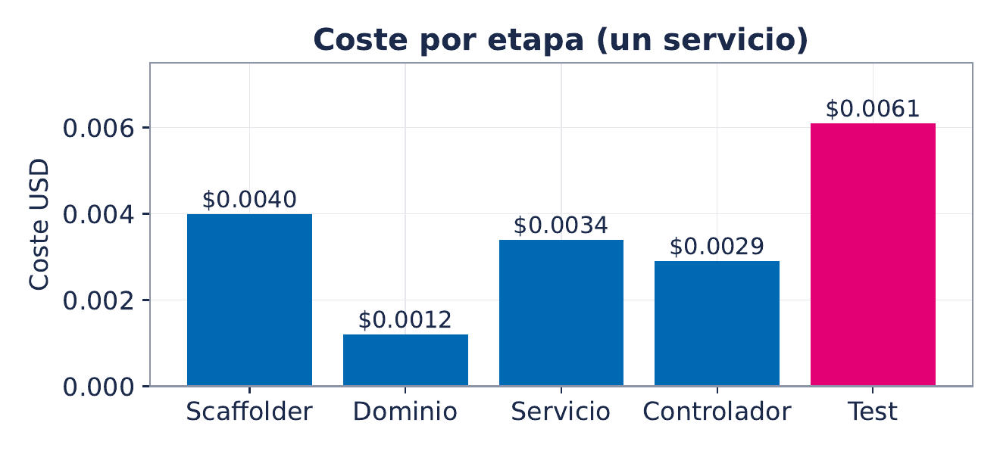 Coste por etapa (un servicio)
Coste USD
0.006
0.004
0.002
0.000
$0.0040
$0.0012
$0.0034
$0.0029
$0.0061
Scaffolder
Dominio
Servicio
Controlador
Test